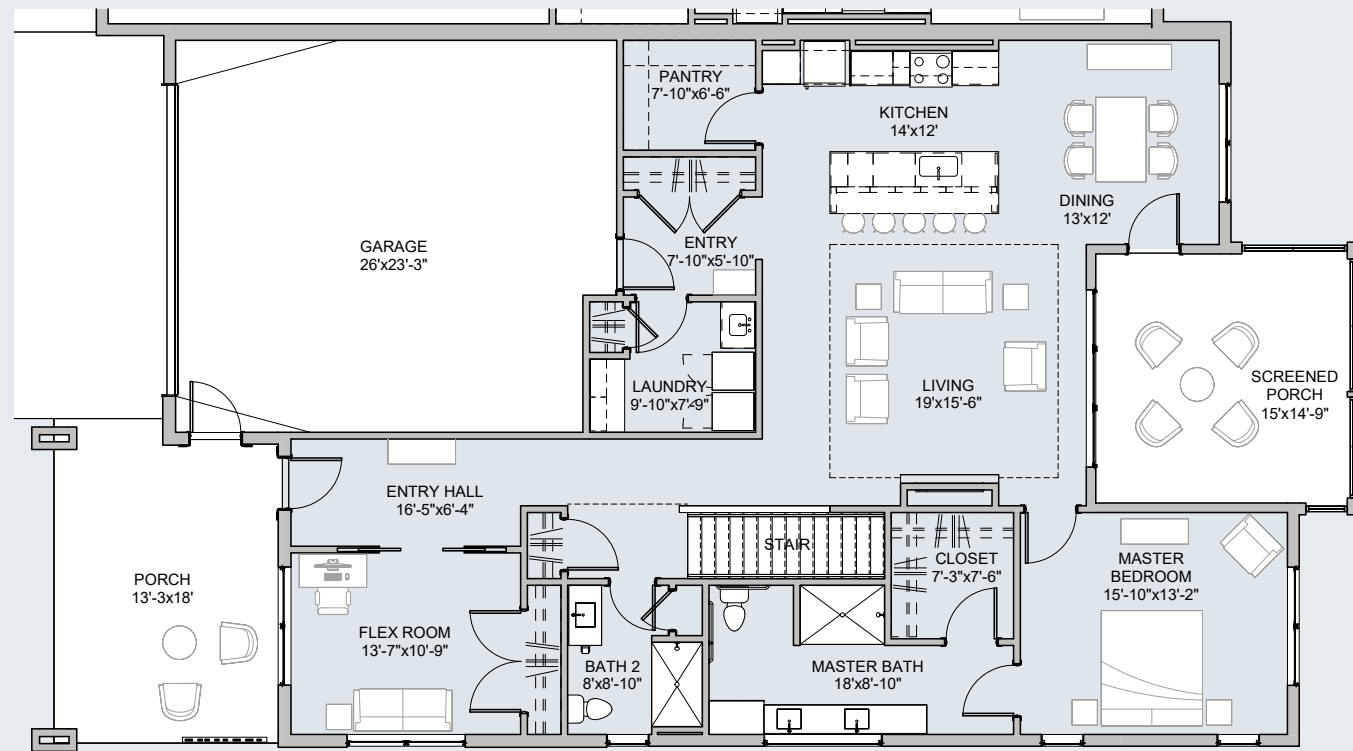 PANTRY
7'-10"x6'-6"
KITCHEN
14'x12'
DINING
13'x12'
GARAGE
26'x23'-3"
ENTRY
7'-10"x5'-10"
LAUNDRY
9'-10"x7'-9"
LIVING
19'x15'-6"
SCREENED
PORCH
15'x14'-9"
ENTRY HALL
16'-5"x6'-4"
STAIR
CLOSET
7'-3"x7'-6"
MASTER
BEDROOM
15'-10"x13'-2"
PORCH
13'-3x18'
FLEX ROOM
13'-7"x10'-9"
BATH 2
8'x8'-10"
MASTER BATH
18'x8'-10"